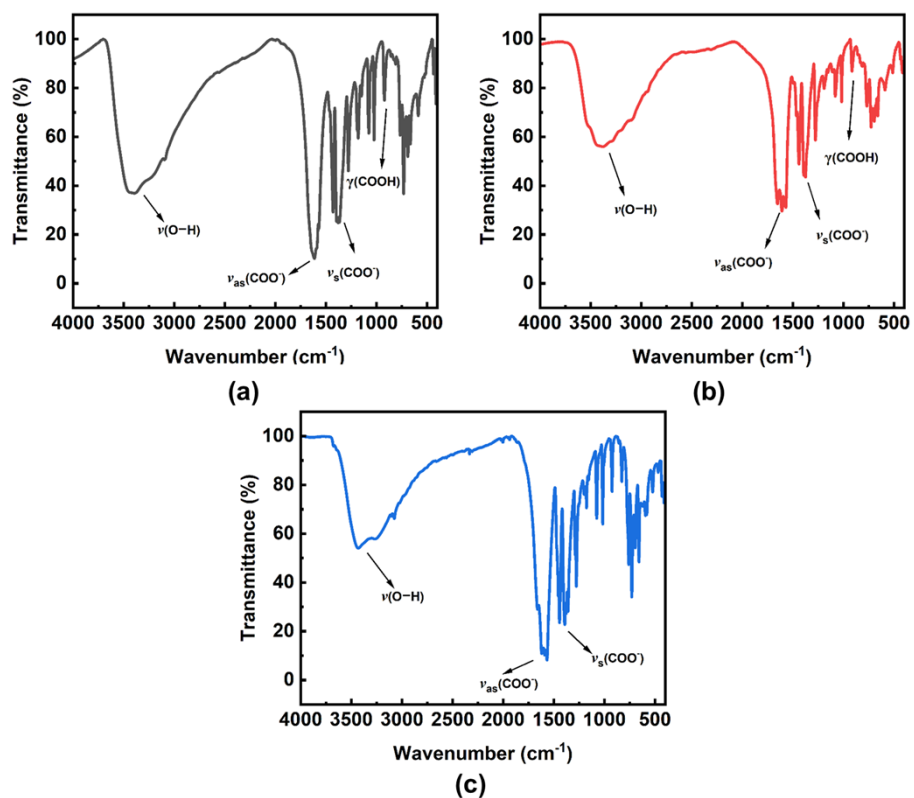 100
80
60
40
20
0
Transmittance (%)
ν(O−H)
γ(COOH)
νas(COO-)
νs(COO-)
4000 3500 3000 2500 2000 1500 1000 500
Wavenumber (cm-1)
(a)
100
80
60
40
20
0
Transmittance (%)
ν(O−H)
γ(COOH)
νs(COO-)
νas(COO-)
4000 3500 3000 2500 2000 1500 1000 500
Wavenumber (cm-1)
(b)
100
80
60
40
20
0
Transmittance (%)
ν(O−H)
νs(COO-)
νas(COO-)
4000 3500 3000 2500 2000 1500 1000 500
Wavenumber (cm-1)
(c)